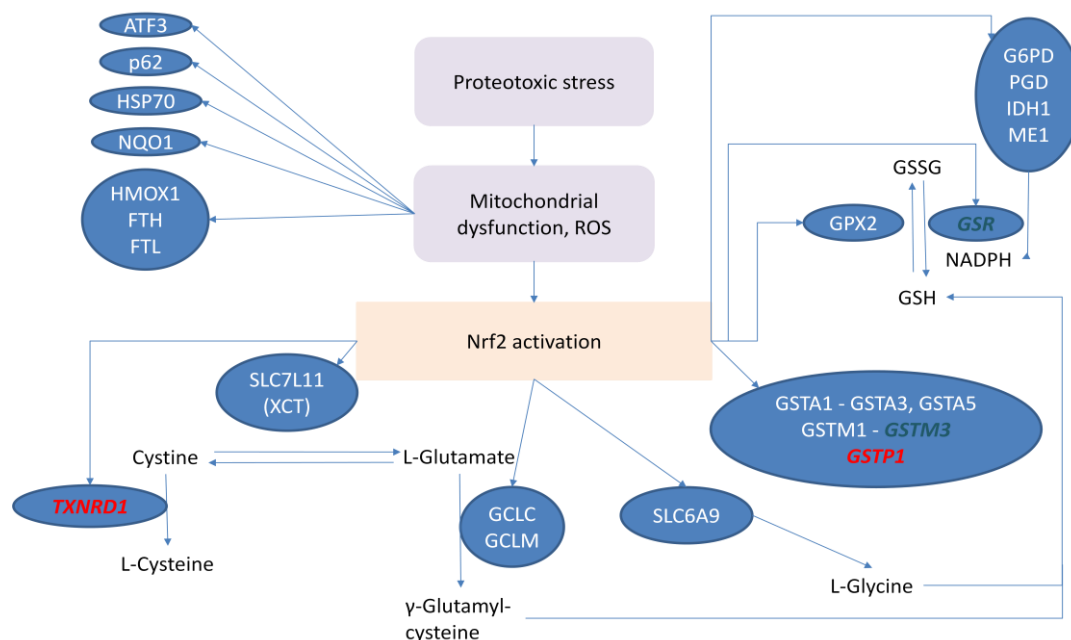 ATF3
p62
HSP70
NQO1
HMOX1
FTH
FTL
Proteotoxic stress
Mitochondrial
dysfunction, ROS
Nrf2 activation
G6PD
PGD
IDH1
ME1
GSSG
GPX2
GSR
NADPH
GSH
SLC7L11
(XCT)
GSTA1 - GSTA3, GSTA5
GSTM1 - GSTM3
GSTP1
Cystine
L-Glutamate
TXNRD1
GCLC
GCLM
SLC6A9
L-Cysteine
L-Glycine
γ-Glutamyl-
cysteine